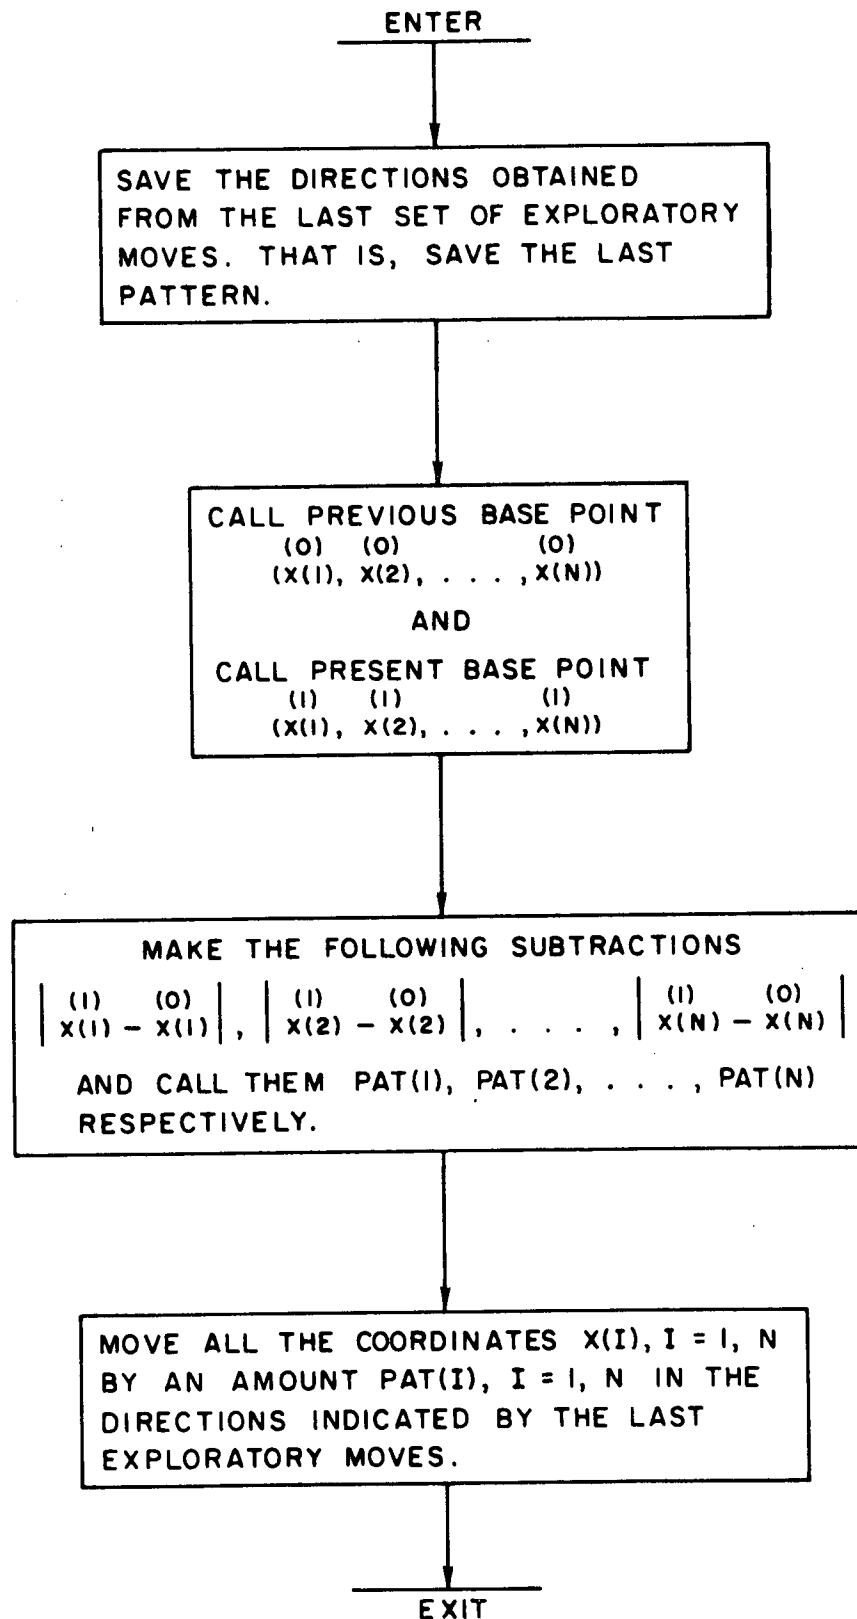 ENTER
SAVE THE DIRECTIONS OBTAINED
FROM THE LAST SET OF EXPLORATORY
MOVES. THAT IS, SAVE THE LAST
PATTERN.
CALL PREVIOUS BASE POINT
(0) (0) (0)
(X(1), X(2), . . . , X(N))
AND
CALL PRESENT BASE POINT
(1) (1) (1)
(X(1), X(2), . . . , X(N))
MAKE THE FOLLOWING SUBTRACTIONS
(1) (0) (1) (0) (1) (0)
|X(1) – X(1)|, |X(2) – X(2)|, . . . . , |X(N) – X(N)|
AND CALL THEM PAT(1), PAT(2), . . . , PAT(N)
RESPECTIVELY.
MOVE ALL THE COORDINATES X(I), I = 1, N
BY AN AMOUNT PAT(I), I = 1, N IN THE
DIRECTIONS INDICATED BY THE LAST
EXPLORATORY MOVES.
EXIT